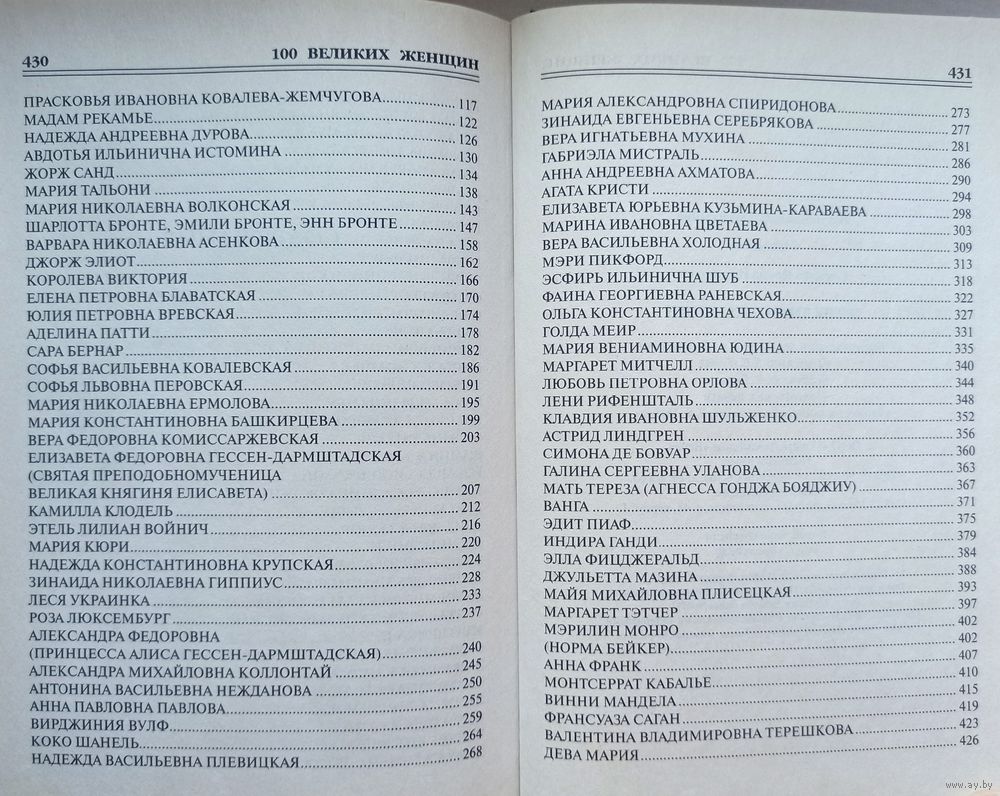 430
100 ВЕЛИКИХ ЖЕНЩИН
ПРАСКОВЬЯ ИВАНОВНА КОВАЛЕВА-ЖЕМЧУГОВА 117
МАДАМ РЕКАМЬЕ 122
НАДЕЖДА АНДРЕЕВНА ДУРОВА 126
АВДОТЬЯ ИЛЬИНИЧНА ИСТОМИНА 130
ЖОРЖ САНД 134
МАРИЯ ТАЛЬОНИ 138
МАРИЯ НИКОЛАЕВНА ВОЛКОНСКАЯ 143
ШАРЛОТТА БРОНТЕ, ЭМИЛИ БРОНТЕ, ЭНН БРОНТЕ 147
ВАРВАРА НИКОЛАЕВНА АСЕНКОВА 158
ДЖОРЖ ЭЛИОТ 162
КОРОЛЕВА ВИКТОРИЯ 166
ЕЛЕНА ПЕТРОВНА БЛАВАТСКАЯ 170
ЮЛИЯ ПЕТРОВНА ВРЕВСКАЯ 174
АДЕЛИНА ПАТТИ 178
САРА БЕРНАР 182
СОФЬЯ ВАСИЛЬЕВНА КОВАЛЕВСКАЯ 186
СОФЬЯ ЛЬВОВНА ПЕРОВСКАЯ 191
МАРИЯ НИКОЛАЕВНА ЕРМОЛОВА 195
МАРИЯ КОНСТАНТИНОВНА БАШКИРЦЕВА 199
ВЕРА ФЕДОРОВНА КОМИССАРЖЕВСКАЯ 203
ЕЛИЗАВЕТА ФЕДОРОВНА ГЕССЕН-ДАРМШТАДСКАЯ
(СВЯТАЯ ПРЕПОДОБНОМУЧЕНИЦА
ВЕЛИКАЯ КНЯГИНЯ ЕЛИСАВЕТА) 207
КАМИЛЛА КЛОДЕЛЬ 212
ЭТЕЛЬ ЛИЛИАН ВОЙНИЧ 216
МАРИЯ КЮРИ 220
НАДЕЖДА КОНСТАНТИНОВНА КРУПСКАЯ 224
ЗИНАИДА НИКОЛАЕВНА ГИППИУС 228
ЛЕСЯ УКРАИНКА 233
РОЗА ЛЮКСЕМБУРГ 237
АЛЕКСАНДРА ФЕДОРОВНА
(ПРИНЦЕССА АЛИСА ГЕССЕН-ДАРМШТАДСКАЯ) 240
АЛЕКСАНДРА МИХАЙЛОВНА КОЛЛОНТАЙ 245
АНТОНИНА ВАСИЛЬЕВНА НЕЖДАНОВА 250
АННА ПАВЛОВНА ПАВЛОВА 255
ВИРДЖИНИЯ ВУЛФ 259
КОКО ШАНЕЛЬ 264
НАДЕЖДА ВАСИЛЬЕВНА ПЛЕВИЦКАЯ 268
431
МАРИЯ АЛЕКСАНДРОВНА СПИРИДОНОВА 273
ЗИНАИДА ЕВГЕНЬЕВНА СЕРЕБРЯКОВА 277
ВЕРА ИГНАТЬЕВНА МУХИНА 281
ГАБРИЭЛА МИСТРАЛЬ 286
АННА АНДРЕЕВНА АХМАТОВА 290
АГАТА КРИСТИ 294
ЕЛИЗАВЕТА ЮРЬЕВНА КУЗЬМИНА-КАРАВАЕВА 298
МАРИНА ИВАНОВНА ЦВЕТАЕВА 303
ВЕРА ВАСИЛЬЕВНА ХОЛОДНАЯ 309
МЭРИ ПИКФОРД 313
ЭСФИРЬ ИЛЬИНИЧНА ШУБ 318
ФАИНА ГЕОРГИЕВНА РАНЕВСКАЯ 322
ОЛЬГА КОНСТАНТИНОВНА ЧЕХОВА 327
ГОЛДА МЕИР 331
МАРИЯ ВЕНИАМИНОВНА ЮДИНА 335
МАРГАРЕТ МИТЧЕЛЛ 340
ЛЮБОВЬ ПЕТРОВНА ОРЛОВА 344
ЛЕНИ РИФЕНШТАЛЬ 348
КЛАВДИЯ ИВАНОВНА ШУЛЬЖЕНКО 352
АСТРИД ЛИНДГРЕН 356
СИМОНА ДЕ БОВУАР 360
ГАЛИНА СЕРГЕЕВНА УЛАНОВА 363
МАТЬ ТЕРЕЗА (АГНЕССА ГОНДЖА БОЯДЖИУ) 367
ВАНГА 371
ЭДИТ ПИАФ 375
ИНДИРА ГАНДИ 379
ЭЛЛА ФИЦДЖЕРАЛЬД 384
ДЖУЛЬЕТТА МАЗИНА 388
МАЙЯ МИХАЙЛОВНА ПЛИСЕЦКАЯ 393
МАРГАРЕТ ТЭТЧЕР 397
МЭРИЛИН МОНРО 402
(НОРМА БЕЙКЕР) 402
АННА ФРАНК 407
МОНТСЕРРАТ КАБАЛЬЕ 410
ВИННИ МАНДЕЛА 415
ФРАНСУАЗА САГАН 419
ВАЛЕНТИНА ВЛАДИМИРОВНА ТЕРЕШКОВА 423
ДЕВА МАРИЯ 426
www.ay.by